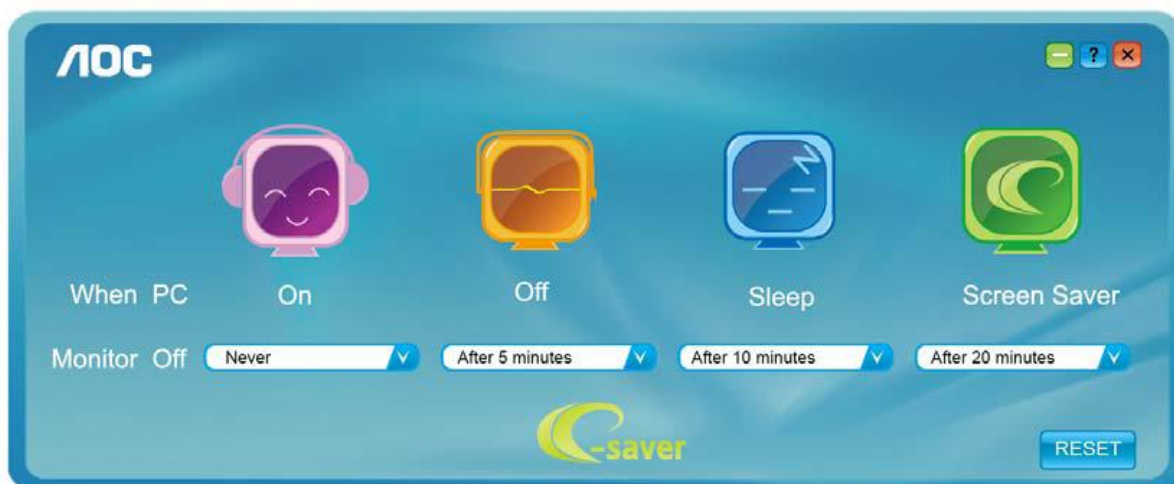 AOC
?
When PC On Off Sleep Screen Saver
Monitor Off Never After 5 minutes After 10 minutes After 20 minutes
e-saver
RESET